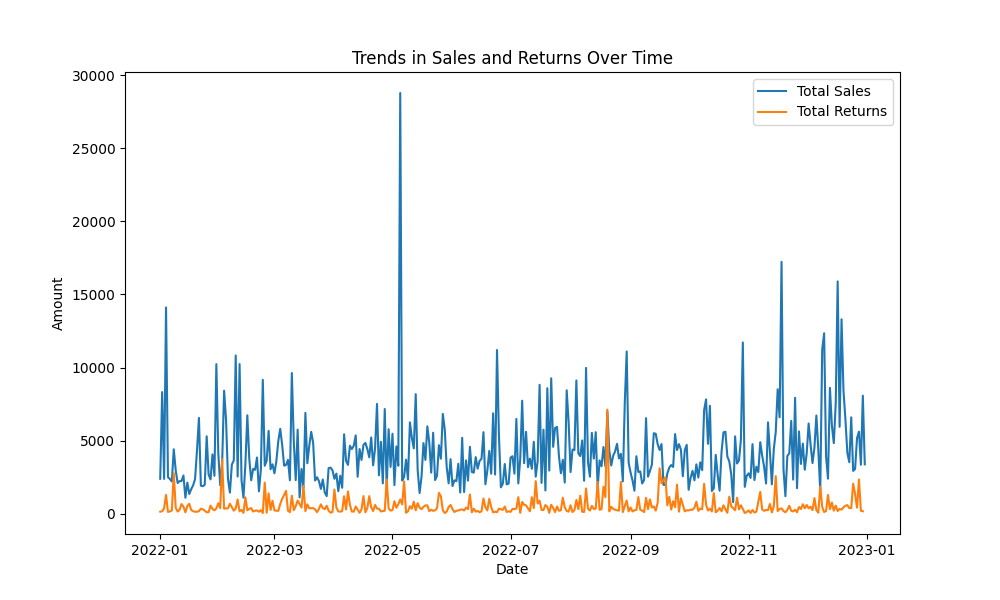 Trends in Sales and Returns Over Time
Total Sales
Total Returns
Amount
30000
25000
20000
15000
10000
5000
0
2022-01
2022-03
2022-05
2022-07
2022-09
2022-11
2023-01
Date